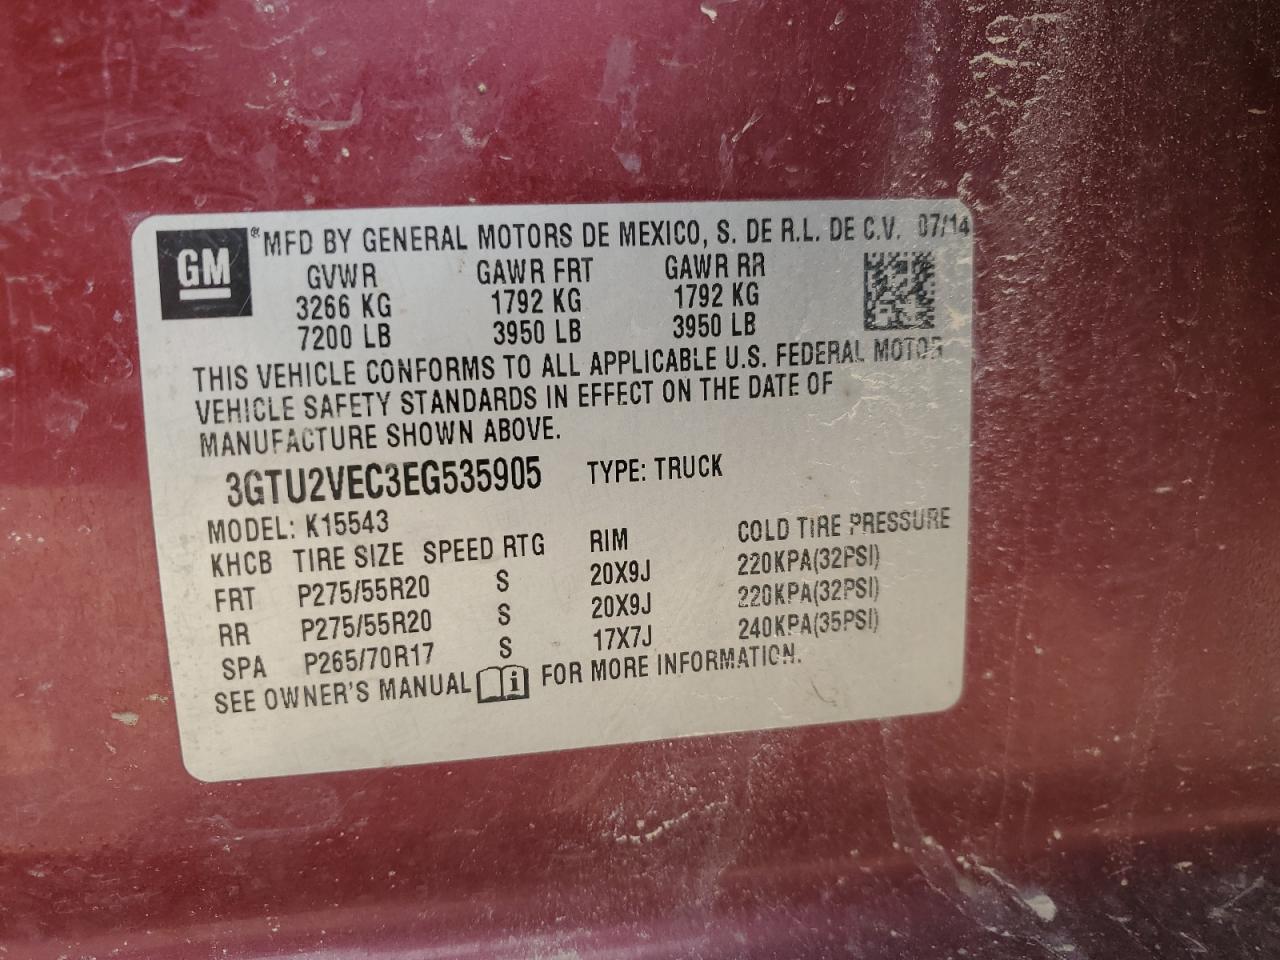 GM ® MFD BY GENERAL MOTORS DE MEXICO, S. DE R.L. DE C.V. 07/14
GVWR GAWR FRT GAWR RR
3266 KG 1792 KG 1792 KG
7200 LB 3950 LB 3950 LB
THIS VEHICLE CONFORMS TO ALL APPLICABLE U.S. FEDERAL MOTOR
VEHICLE SAFETY STANDARDS IN EFFECT ON THE DATE OF
MANUFACTURE SHOWN ABOVE.
3GTU2VEC3EG535905 TYPE: TRUCK
MODEL: K15543
KHCB TIRE SIZE SPEED RTG RIM COLD TIRE PRESSURE
FRT P275/55R20 S 20X9J 220KPA(32PSI)
RR P275/55R20 S 20X9J 220KPA(32PSI)
SPA P265/70R17 S 17X7J 240KPA(35PSI)
SEE OWNER'S MANUAL i FOR MORE INFORMATION.